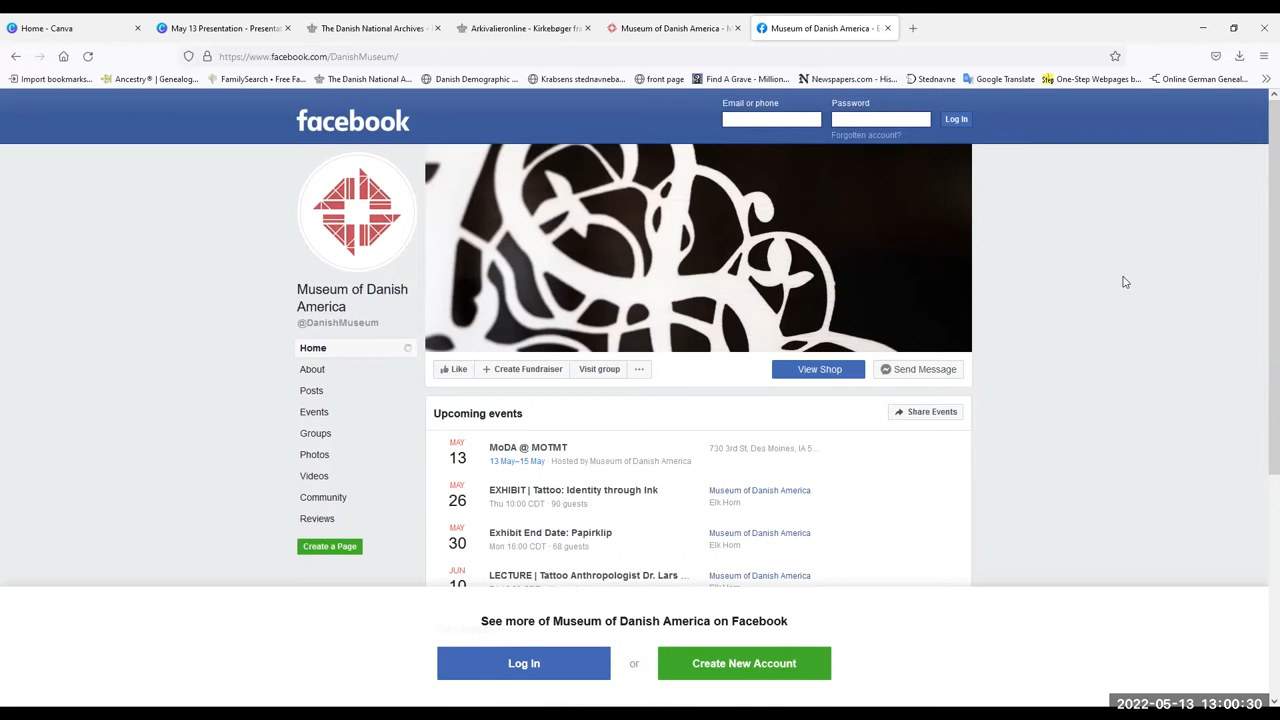 Home - Canva
May 13 Presentation - Presentat
The Danish National Archives -
Arkivalieronline - Kirkebøger fra
Museum of Danish America - M
Museum of Danish America - E
https://www.facebook.com/DanishMuseum/
Import bookmarks...
Ancestry® | Genealog...
FamilySearch • Free Fa...
The Danish National A...
Danish Demographic ...
Krabsens stednavneba...
front page
Find A Grave - Million...
Newspapers.com - His...
Stednavne
Google Translate
One-Step Webpages b...
Online German Geneal...
Email or phone
Password
facebook
Log In
Forgotten account?
Museum of Danish
America
@DanishMuseum
Home
About
Posts
Events
Groups
Photos
Videos
Community
Reviews
Create a Page
Like
Create Fundraiser
Visit group
View Shop
Send Message
Upcoming events
Share Events
MAY
13
MoDA @ MOTMT
13 May–15 May · Hosted by Museum of Danish America
730 3rd St, Des Moines, IA 5...
MAY
26
EXHIBIT | Tattoo: Identity through Ink
Thu 10:00 CDT · 90 guests
Museum of Danish America
Elk Horn
MAY
30
Exhibit End Date: Papirklip
Mon 16:00 CDT · 68 guests
Museum of Danish America
Elk Horn
JUN
10
LECTURE | Tattoo Anthropologist Dr. Lars ...
Museum of Danish America
See more of Museum of Danish America on Facebook
Log In
or
Create New Account
2022-05-13 13:00:30